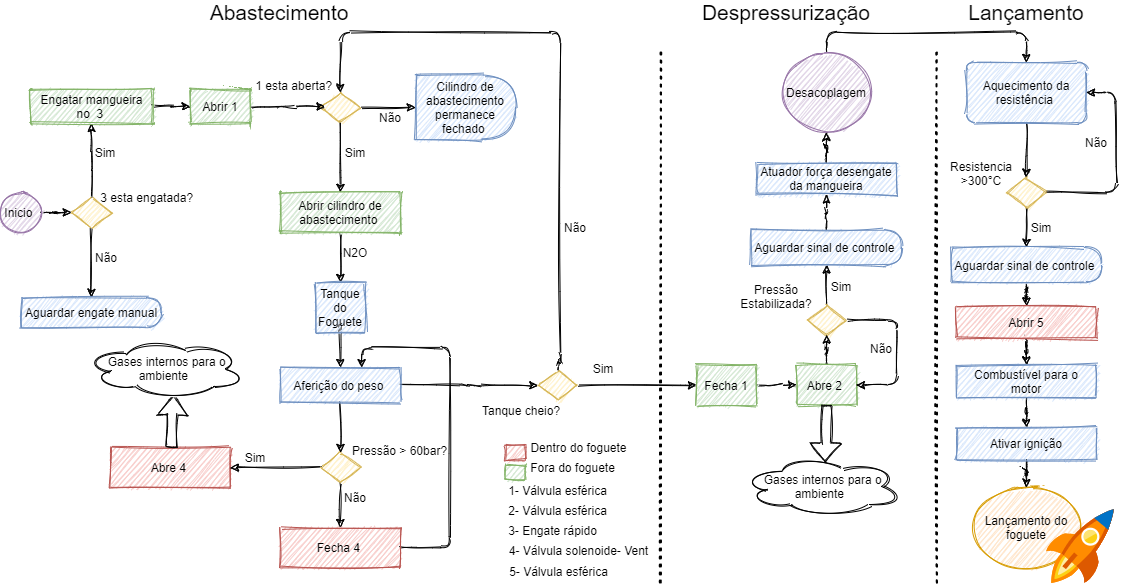 Abastecimento
Despressurização
Lançamento
Inicio
3 esta engatada?
Sim
Não
Engatar mangueira
no 3
Aguardar engate manual
Abrir 1
1 esta aberta?
Não
Cilindro de
abastecimento
permanece
fechado
Sim
Abrir cilindro de
abastecimento
N2O
Tanque
do
Foguete
Aferição do peso
Não
Tanque cheio?
Sim
Pressão > 60bar?
Sim
Abre 4
Gases internos para o
ambiente
Não
Fecha 4
Dentro do foguete
Fora do foguete
1- Válvula esférica
2- Válvula esférica
3- Engate rápido
4- Válvula solenoide- Vent
5- Válvula esférica
Fecha 1
Abre 2
Gases internos para o
ambiente
Pressão
Estabilizada?
Não
Sim
Aguardar sinal de controle
Atuador força desengate
da mangueira
Desacoplagem
Aquecimento da
resistência
Não
Resistencia
>300°C
Sim
Aguardar sinal de controle
Abrir 5
Combustível para o
motor
Ativar ignição
Lançamento do
foguete